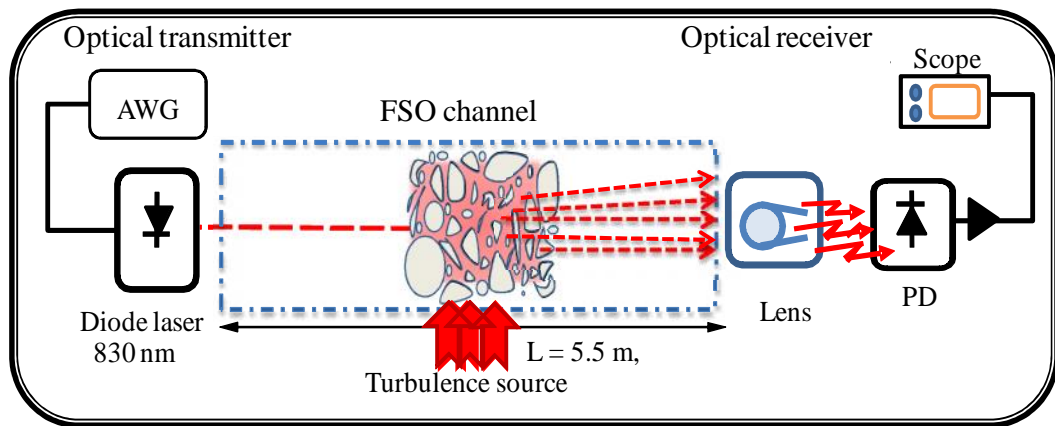 Optical transmitter
Optical receiver
Scope
AWG
FSO channel
Diode laser
830 nm
L = 5.5 m,
Turbulence source
Lens
PD